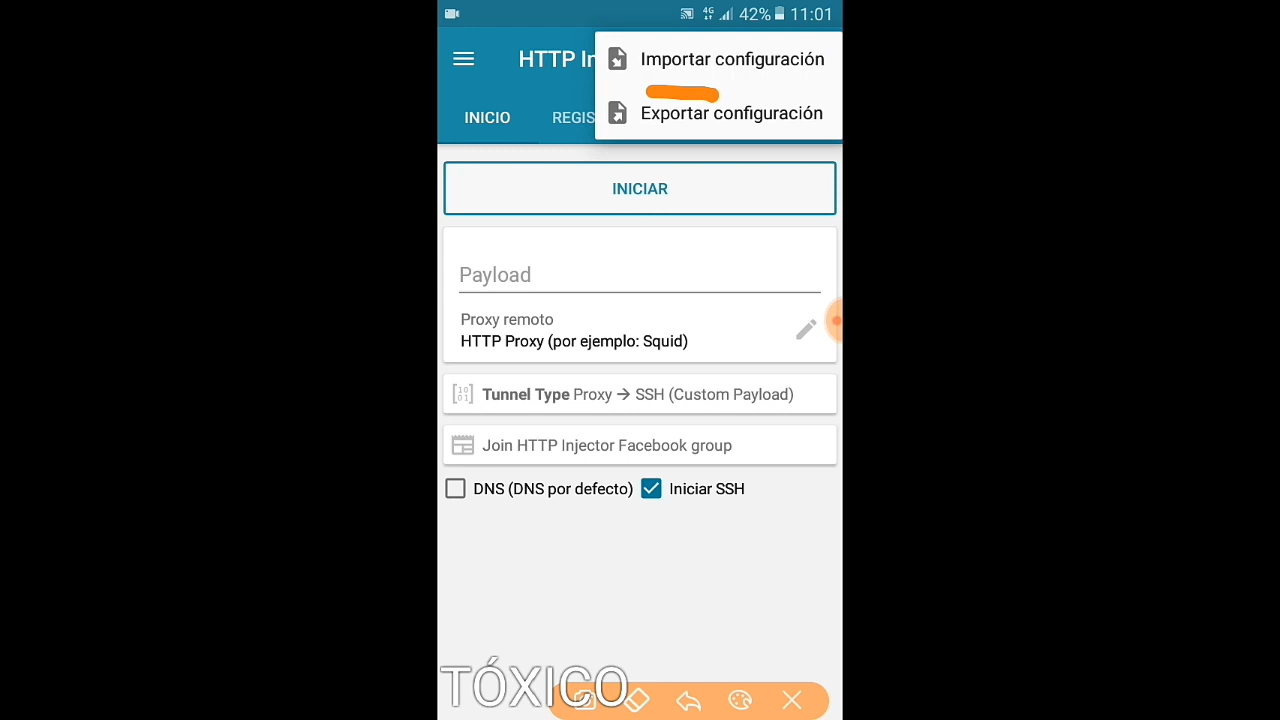 4G 42% 11:01
HTTP In
Importar configuración
Exportar configuración
INICIO REGIS
INICIAR
Payload
Proxy remoto
HTTP Proxy (por ejemplo: Squid)
Tunnel Type Proxy → SSH (Custom Payload)
Join HTTP Injector Facebook group
DNS (DNS por defecto) Iniciar SSH
TÓXICO